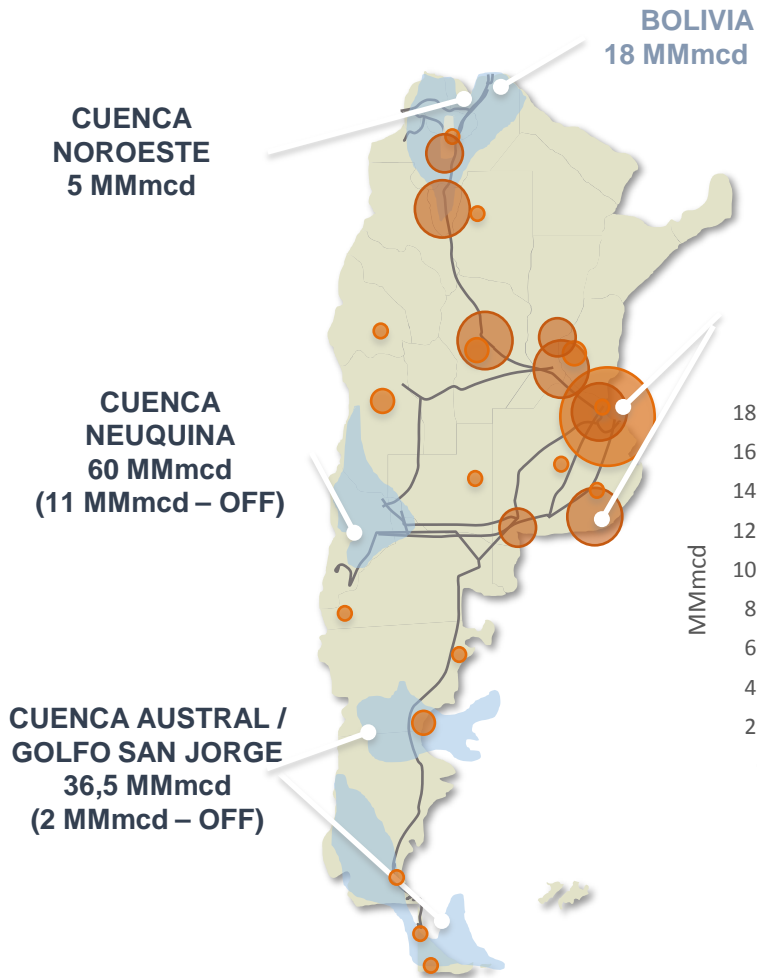 BOLIVIA
18 MMmcd
CUENCA
NOROESTE
5 MMmcd
CUENCA
NEUQUINA
60 MMmcd
(11 MMmcd – OFF)
CUENCA AUSTRAL /
GOLFO SAN JORGE
36,5 MMmcd
(2 MMmcd – OFF)
MMmcd
18
16
14
12
10
8
6
4
2